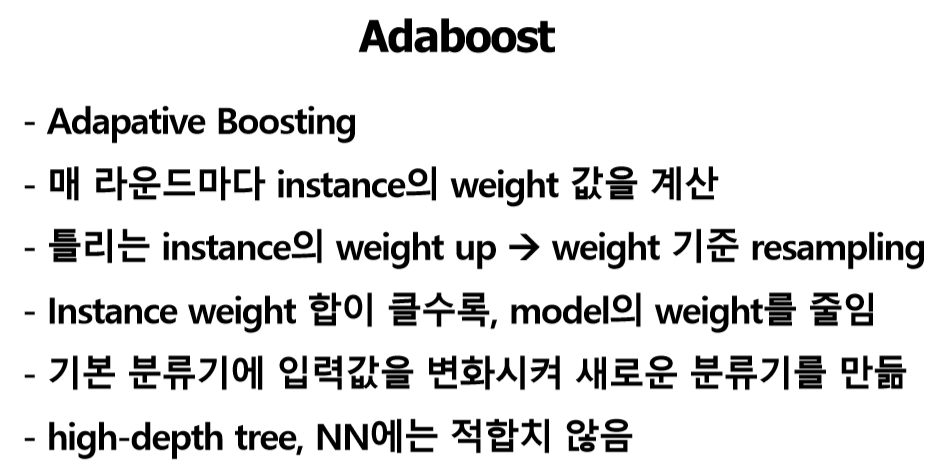 Adaboost
- Adapative Boosting
- 매 라운드마다 instance의 weight 값을 계산
- 틀리는 instance의 weight up → weight 기준 resampling
- Instance weight 합이 클수록, model의 weight를 줄임
- 기본 분류기에 입력값을 변화시켜 새로운 분류기를 만듦
- high-depth tree, NN에는 적합치 않음